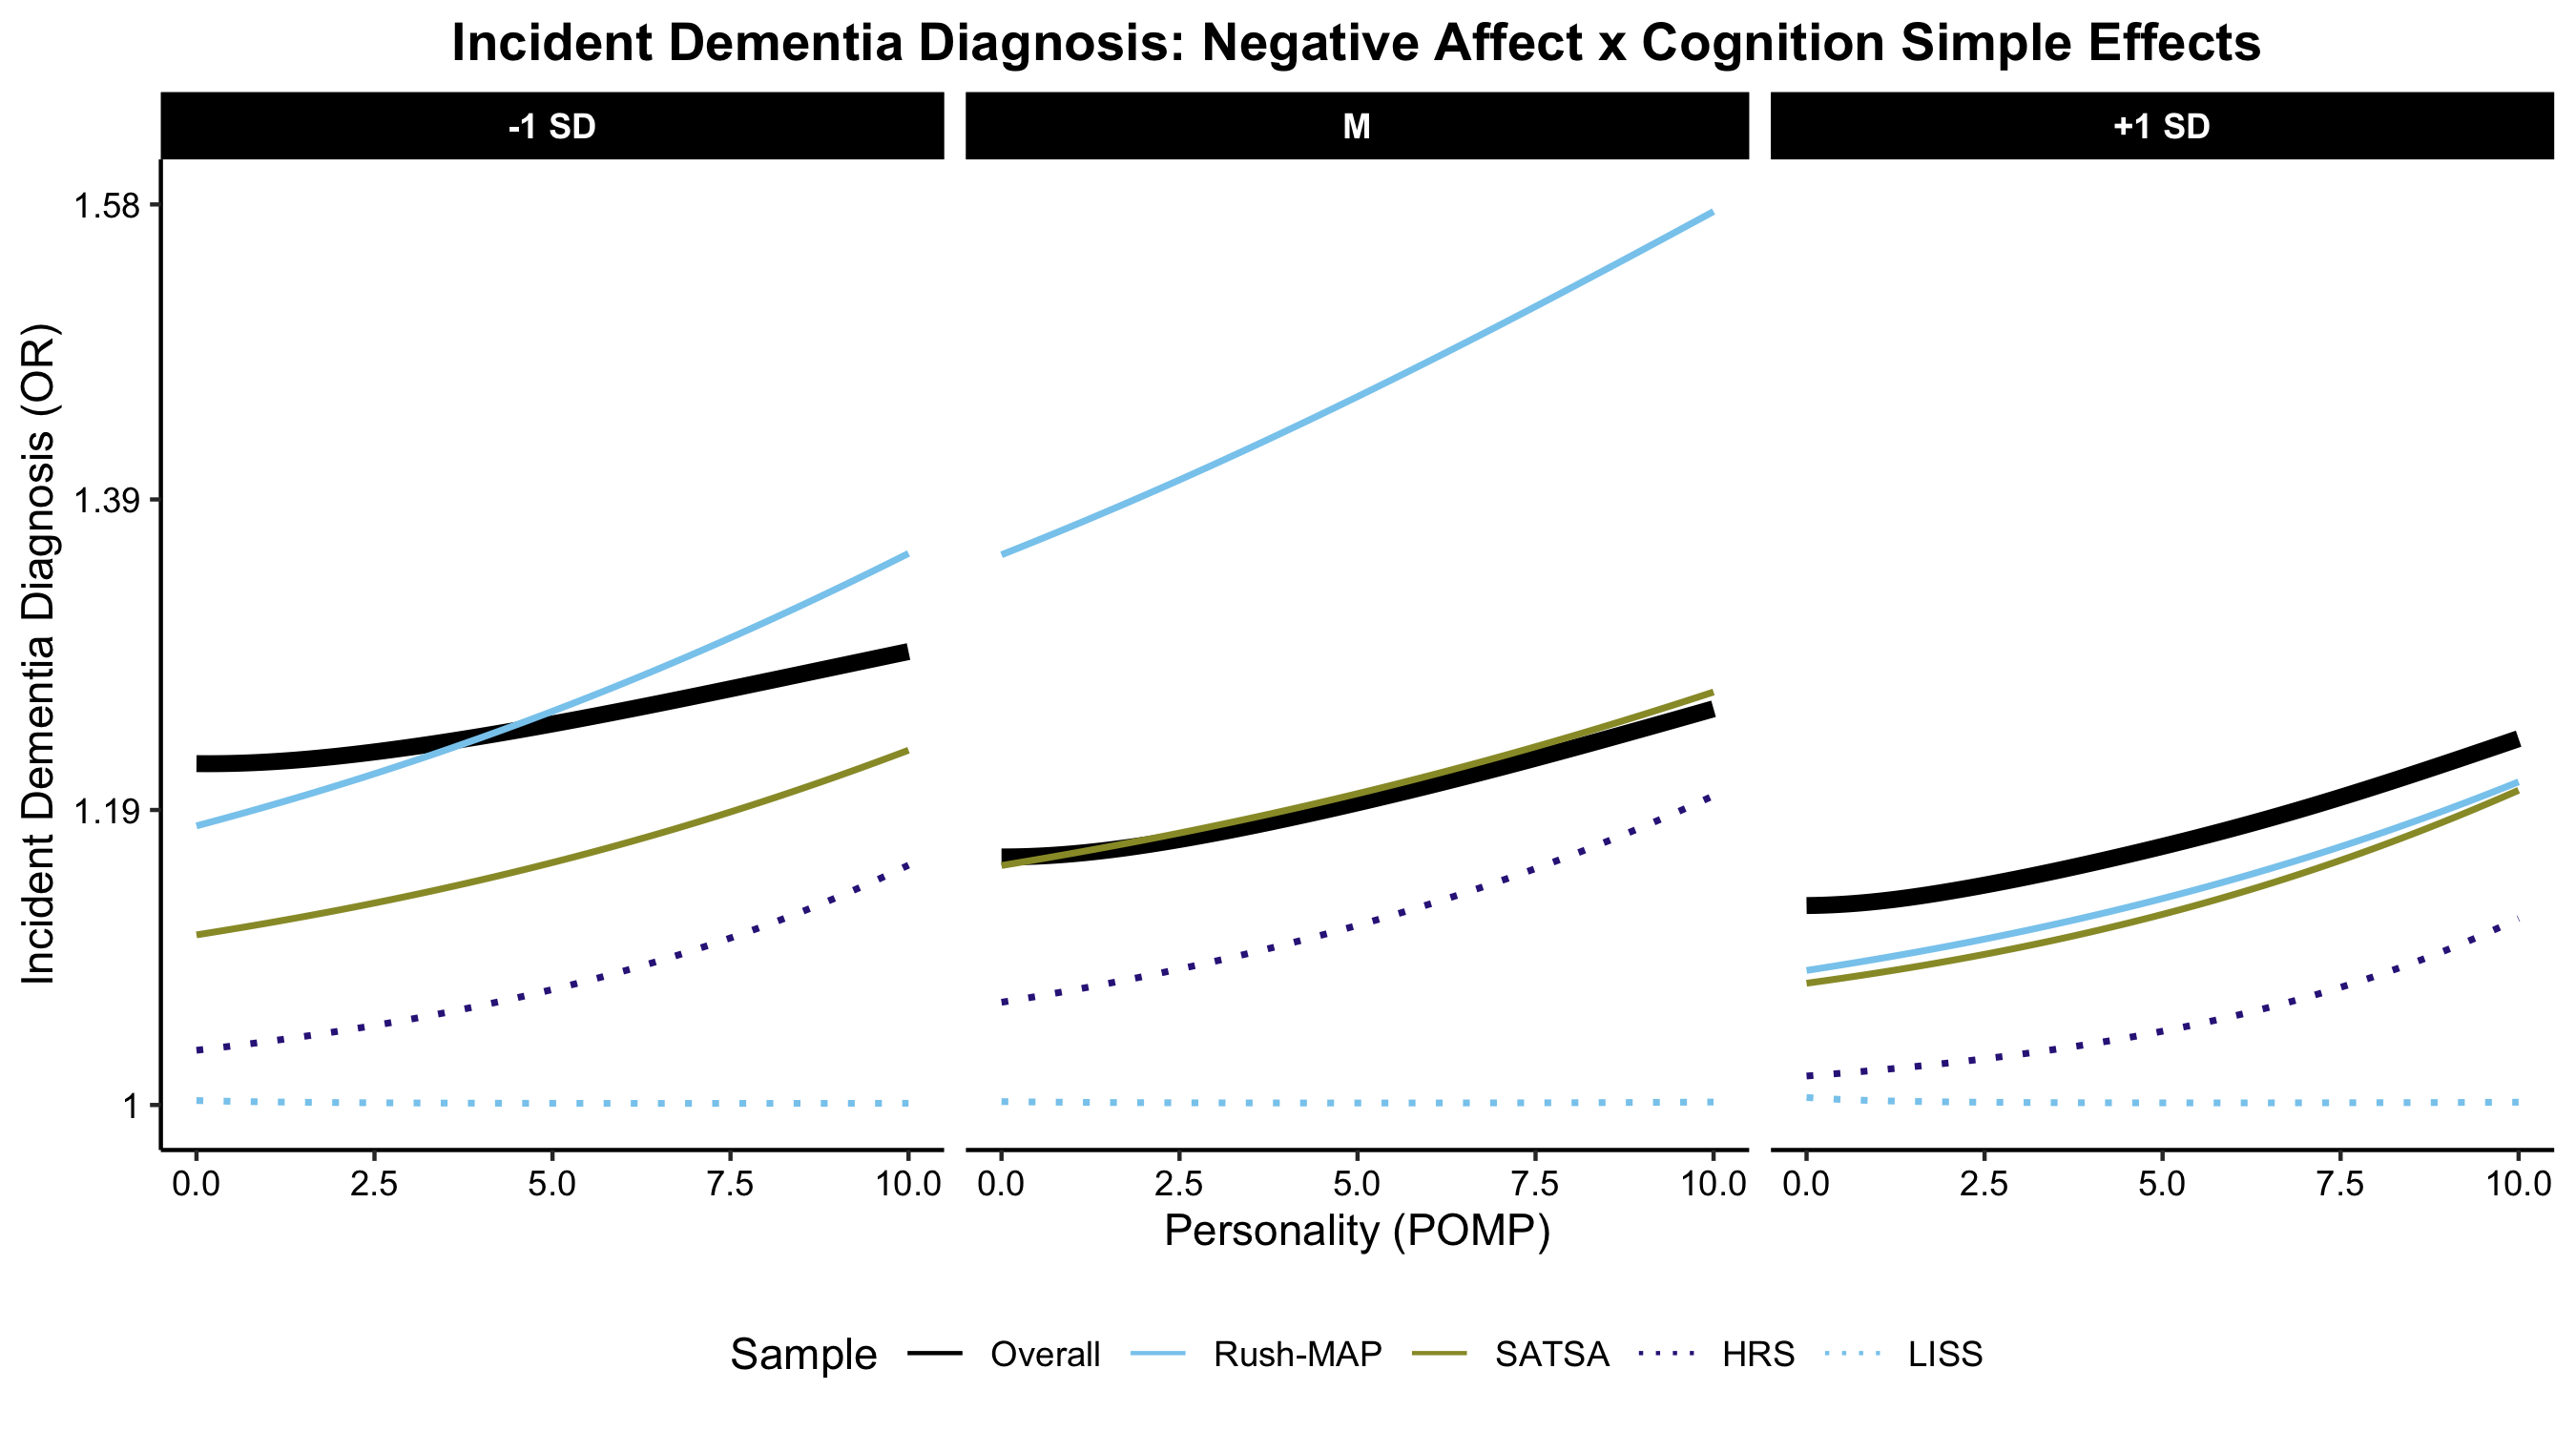 Incident Dementia Diagnosis: Negative Affect x Cognition Simple Effects
-1 SD
M
+1 SD
Incident Dementia Diagnosis (OR)
1.58
1.39
1.19
1
0.0 2.5 5.0 7.5 10.0
0.0 2.5 5.0 7.5 10.0
0.0 2.5 5.0 7.5 10.0
Personality (POMP)
Sample Overall Rush-MAP SATSA HRS LISS